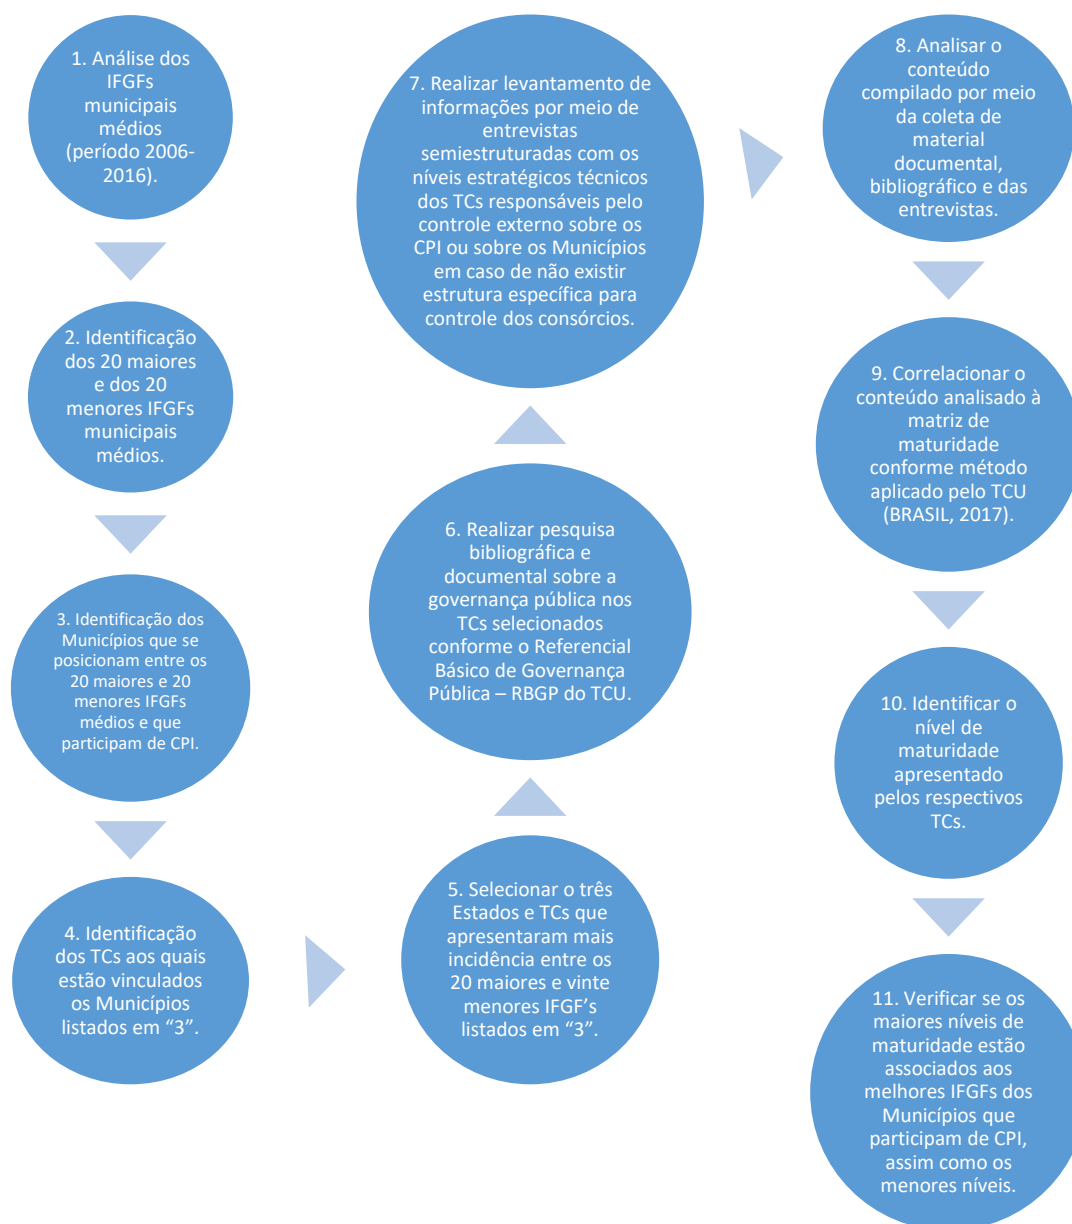 1. Análise dos
IFGFs
municipais
médios
(período 2006-
2016).
2. Identificação
dos 20 maiores
e dos 20
menores IFGFs
municipais
médios.
3. Identificação dos
Municípios que se
posicionam entre os
20 maiores e 20
menores IFGFs
médios e que
participam de CPI.
4. Identificação
dos TCs aos quais
estão vinculados
os Municípios
listados em “3”.
5. Selecionar o três
Estados e TCs que
apresentaram mais
incidência entre os
20 maiores e vinte
menores IFGF’s
listados em “3”.
6. Realizar pesquisa
bibliográfica e
documental sobre a
governança pública nos
TCs selecionados
conforme o Referencial
Básico de Governança
Pública – RBGP do TCU.
7. Realizar levantamento de
informações por meio de
entrevistas
semiestruturadas com os
níveis estratégicos técnicos
dos TCs responsáveis pelo
controle externo sobre os
CPI ou sobre os Municípios
em caso de não existir
estrutura específica para
controle dos consórcios.
8. Analisar o
conteúdo
compilado por meio
da coleta de
material
documental,
bibliográfico e das
entrevistas.
9. Correlacionar o
conteúdo analisado à
matriz de
maturidade
conforme método
aplicado pelo TCU
(BRASIL, 2017).
10. Identificar o
nível de
maturidade
apresentado
pelos respectivos
TCs.
11. Verificar se os
maiores níveis de
maturidade estão
associados aos
melhores IFGFs dos
Municípios que
participam de CPI,
assim como os
menores níveis.